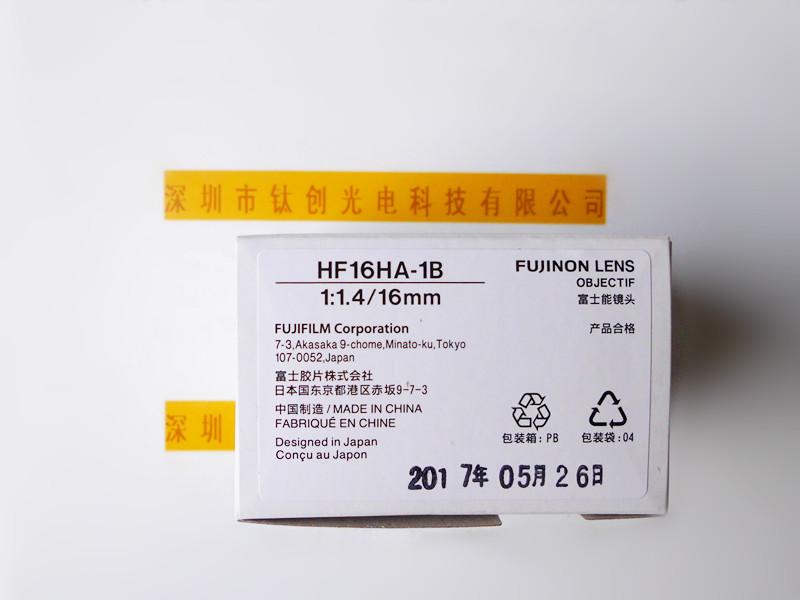 深圳市钛创光电科技有限公司
HF16HA-1B
1:1.4/16mm
FUJINON LENS
OBJECTIF
富士能镜头
产品合格
FUJIFILM Corporation
7-3,Akasaka 9-chome,Minato-ku,Tokyo
107-0052,Japan
富士胶片株式会社
日本国东京都港区赤坂9-7-3
中国制造 / MADE IN CHINA
FABRIQUÉ EN CHINE
Designed in Japan
Conçu au Japon
包装箱: PB
包装袋: 04
2017年 05月 26日
深圳